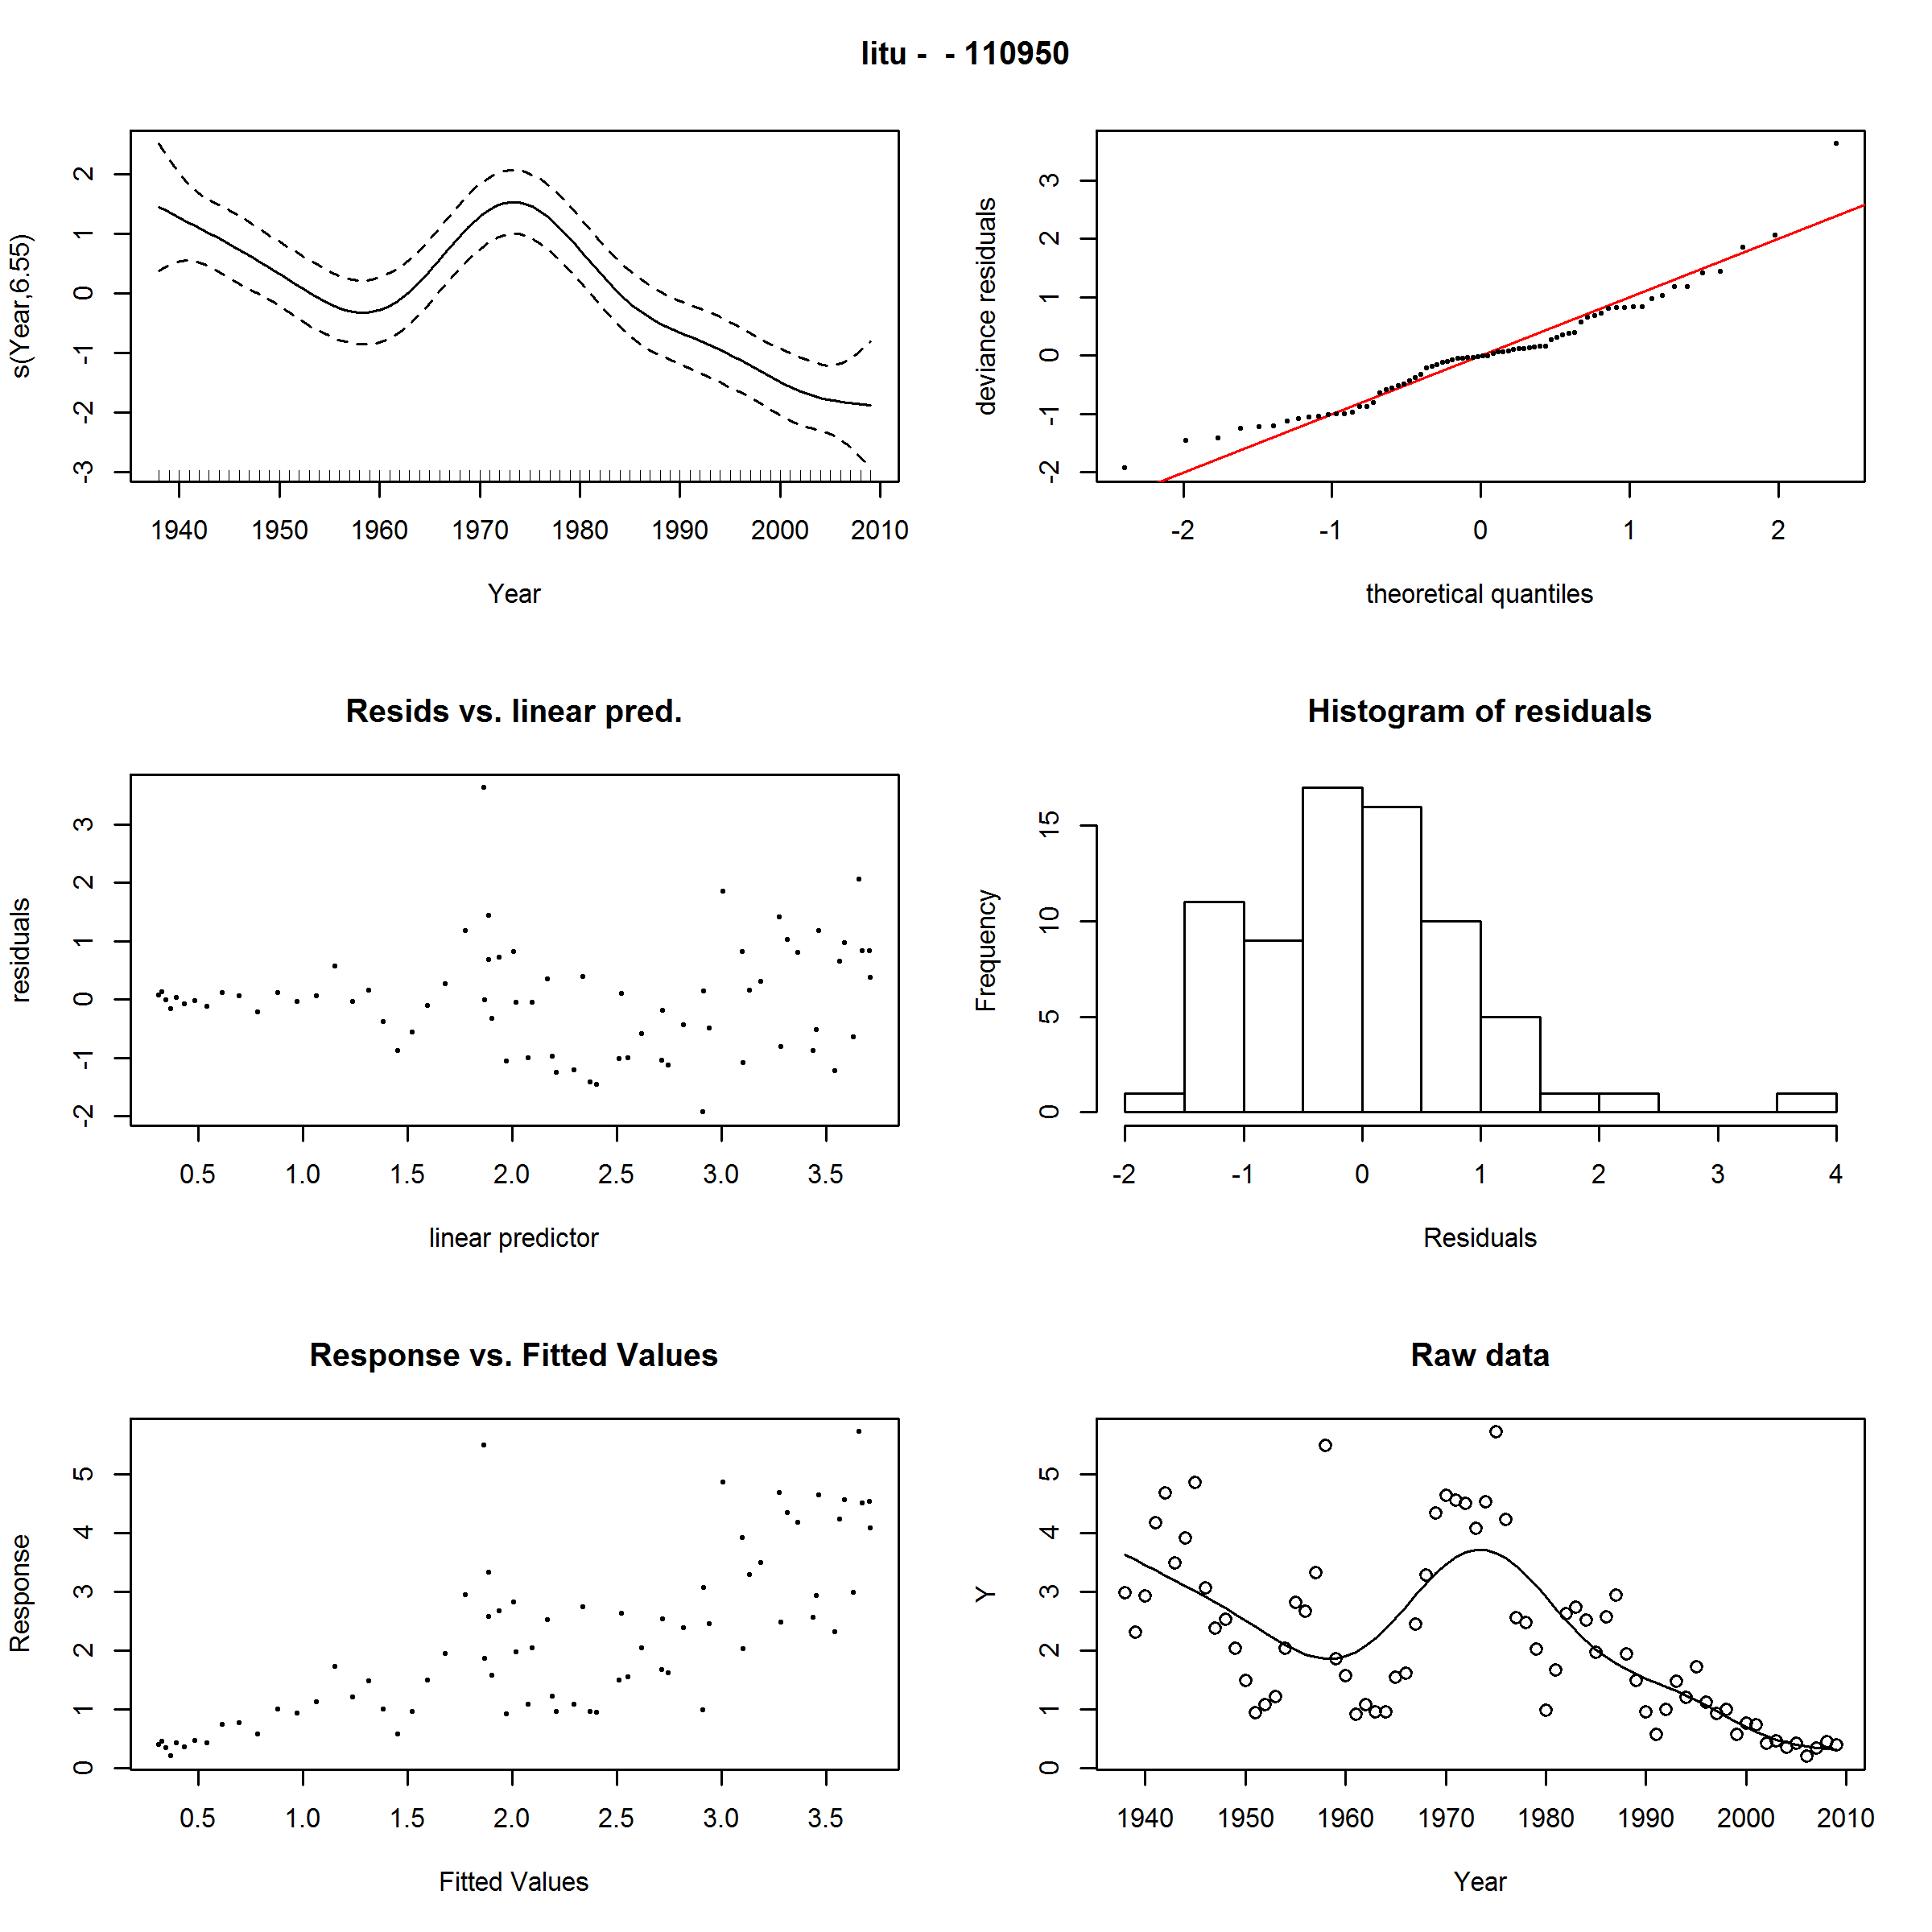 litu -  - 110950
s(Year,6.55)
2
1
0
-1
-2
-3
1940 1950 1960 1970 1980 1990 2000 2010
Year
deviance residuals
3
2
1
0
-1
-2
-2 -1 0 1 2
theoretical quantiles
Resids vs. linear pred.
residuals
3
2
1
0
-1
-2
0.5 1.0 1.5 2.0 2.5 3.0 3.5
linear predictor
Histogram of residuals
Frequency
15
10
5
0
-2 -1 0 1 2 3 4
Residuals
Response vs. Fitted Values
Response
5
4
3
2
1
0
0.5 1.0 1.5 2.0 2.5 3.0 3.5
Fitted Values
Raw data
Y
5
4
3
2
1
0
1940 1950 1960 1970 1980 1990 2000 2010
Year